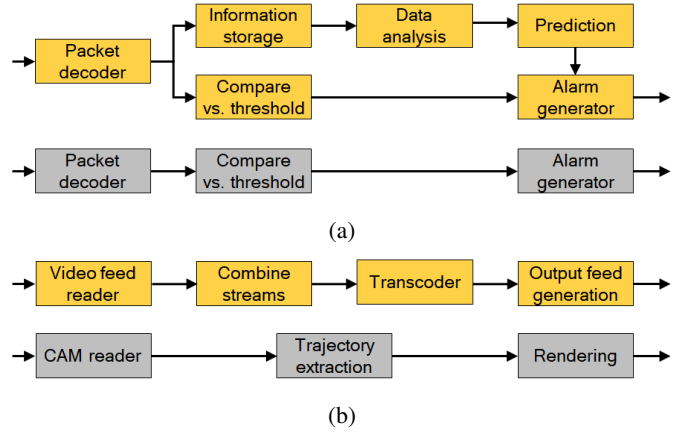 Information
storage
Data
analysis
Prediction
Packet
decoder
Compare
vs. threshold
Alarm
generator
Packet
decoder
Compare
vs. threshold
Alarm
generator
(a)
Video feed
reader
Combine
streams
Transcoder
Output feed
generation
CAM reader
Trajectory
extraction
Rendering
(b)